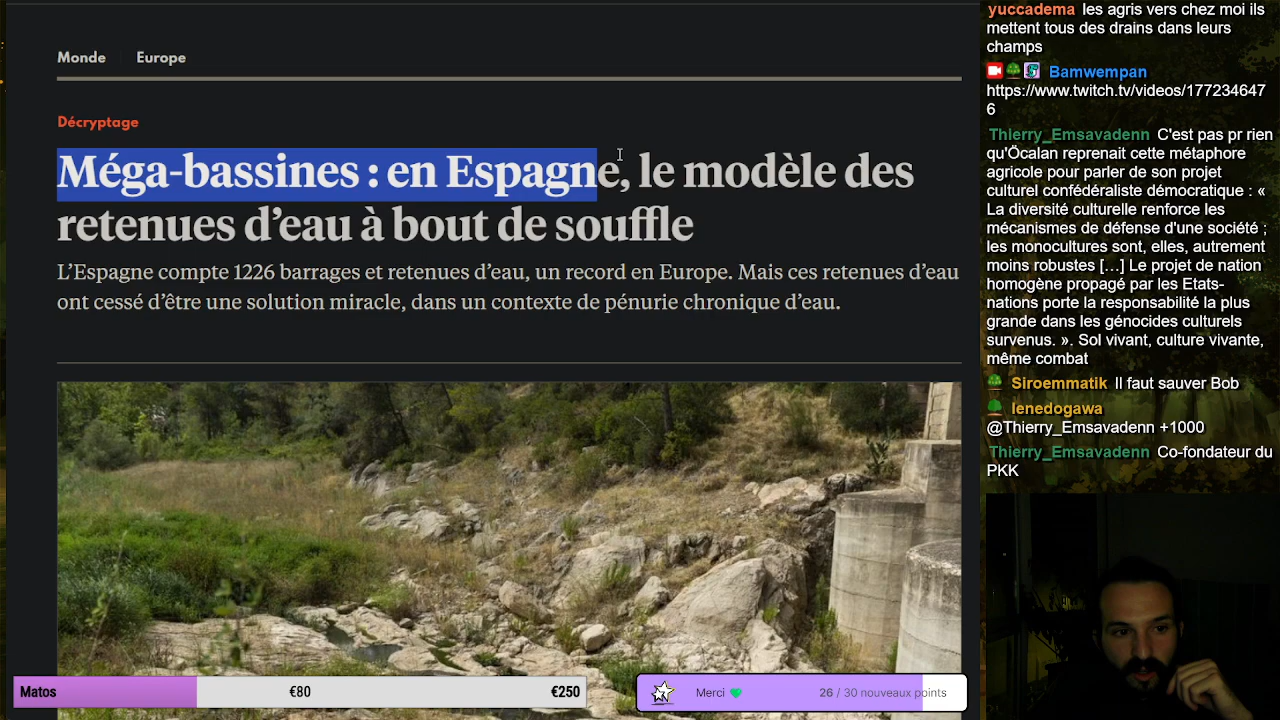 Monde
Europe
Décryptage
Méga-bassines : en Espagne, le modèle des
retenues d’eau à bout de souffle
L’Espagne compte 1226 barrages et retenues d’eau, un record en Europe. Mais ces retenues d’eau
ont cessé d’être une solution miracle, dans un contexte de pénurie chronique d’eau.
Matos
€80
€250
Merci
26 / 30 nouveaux points
yuccadema les agris vers chez moi ils
mettent tous des drains dans leurs
champs
Bamwempan
https://www.twitch.tv/videos/177234647
6
Thierry_Emsavadenn C'est pas pr rien
qu'Öcalan reprenait cette métaphore
agricole pour parler de son projet
culturel confédéraliste démocratique : «
La diversité culturelle renforce les
mécanismes de défense d'une société ;
les monocultures sont, elles, autrement
moins robustes […] Le projet de nation
homogène propagé par les Etats-
nations porte la responsabilité la plus
grande dans les génocides culturels
survenus. ». Sol vivant, culture vivante,
même combat
Siroemmatik Il faut sauver Bob
lenedogawa
@Thierry_Emsavadenn +1000
Thierry_Emsavadenn Co-fondateur du
PKK